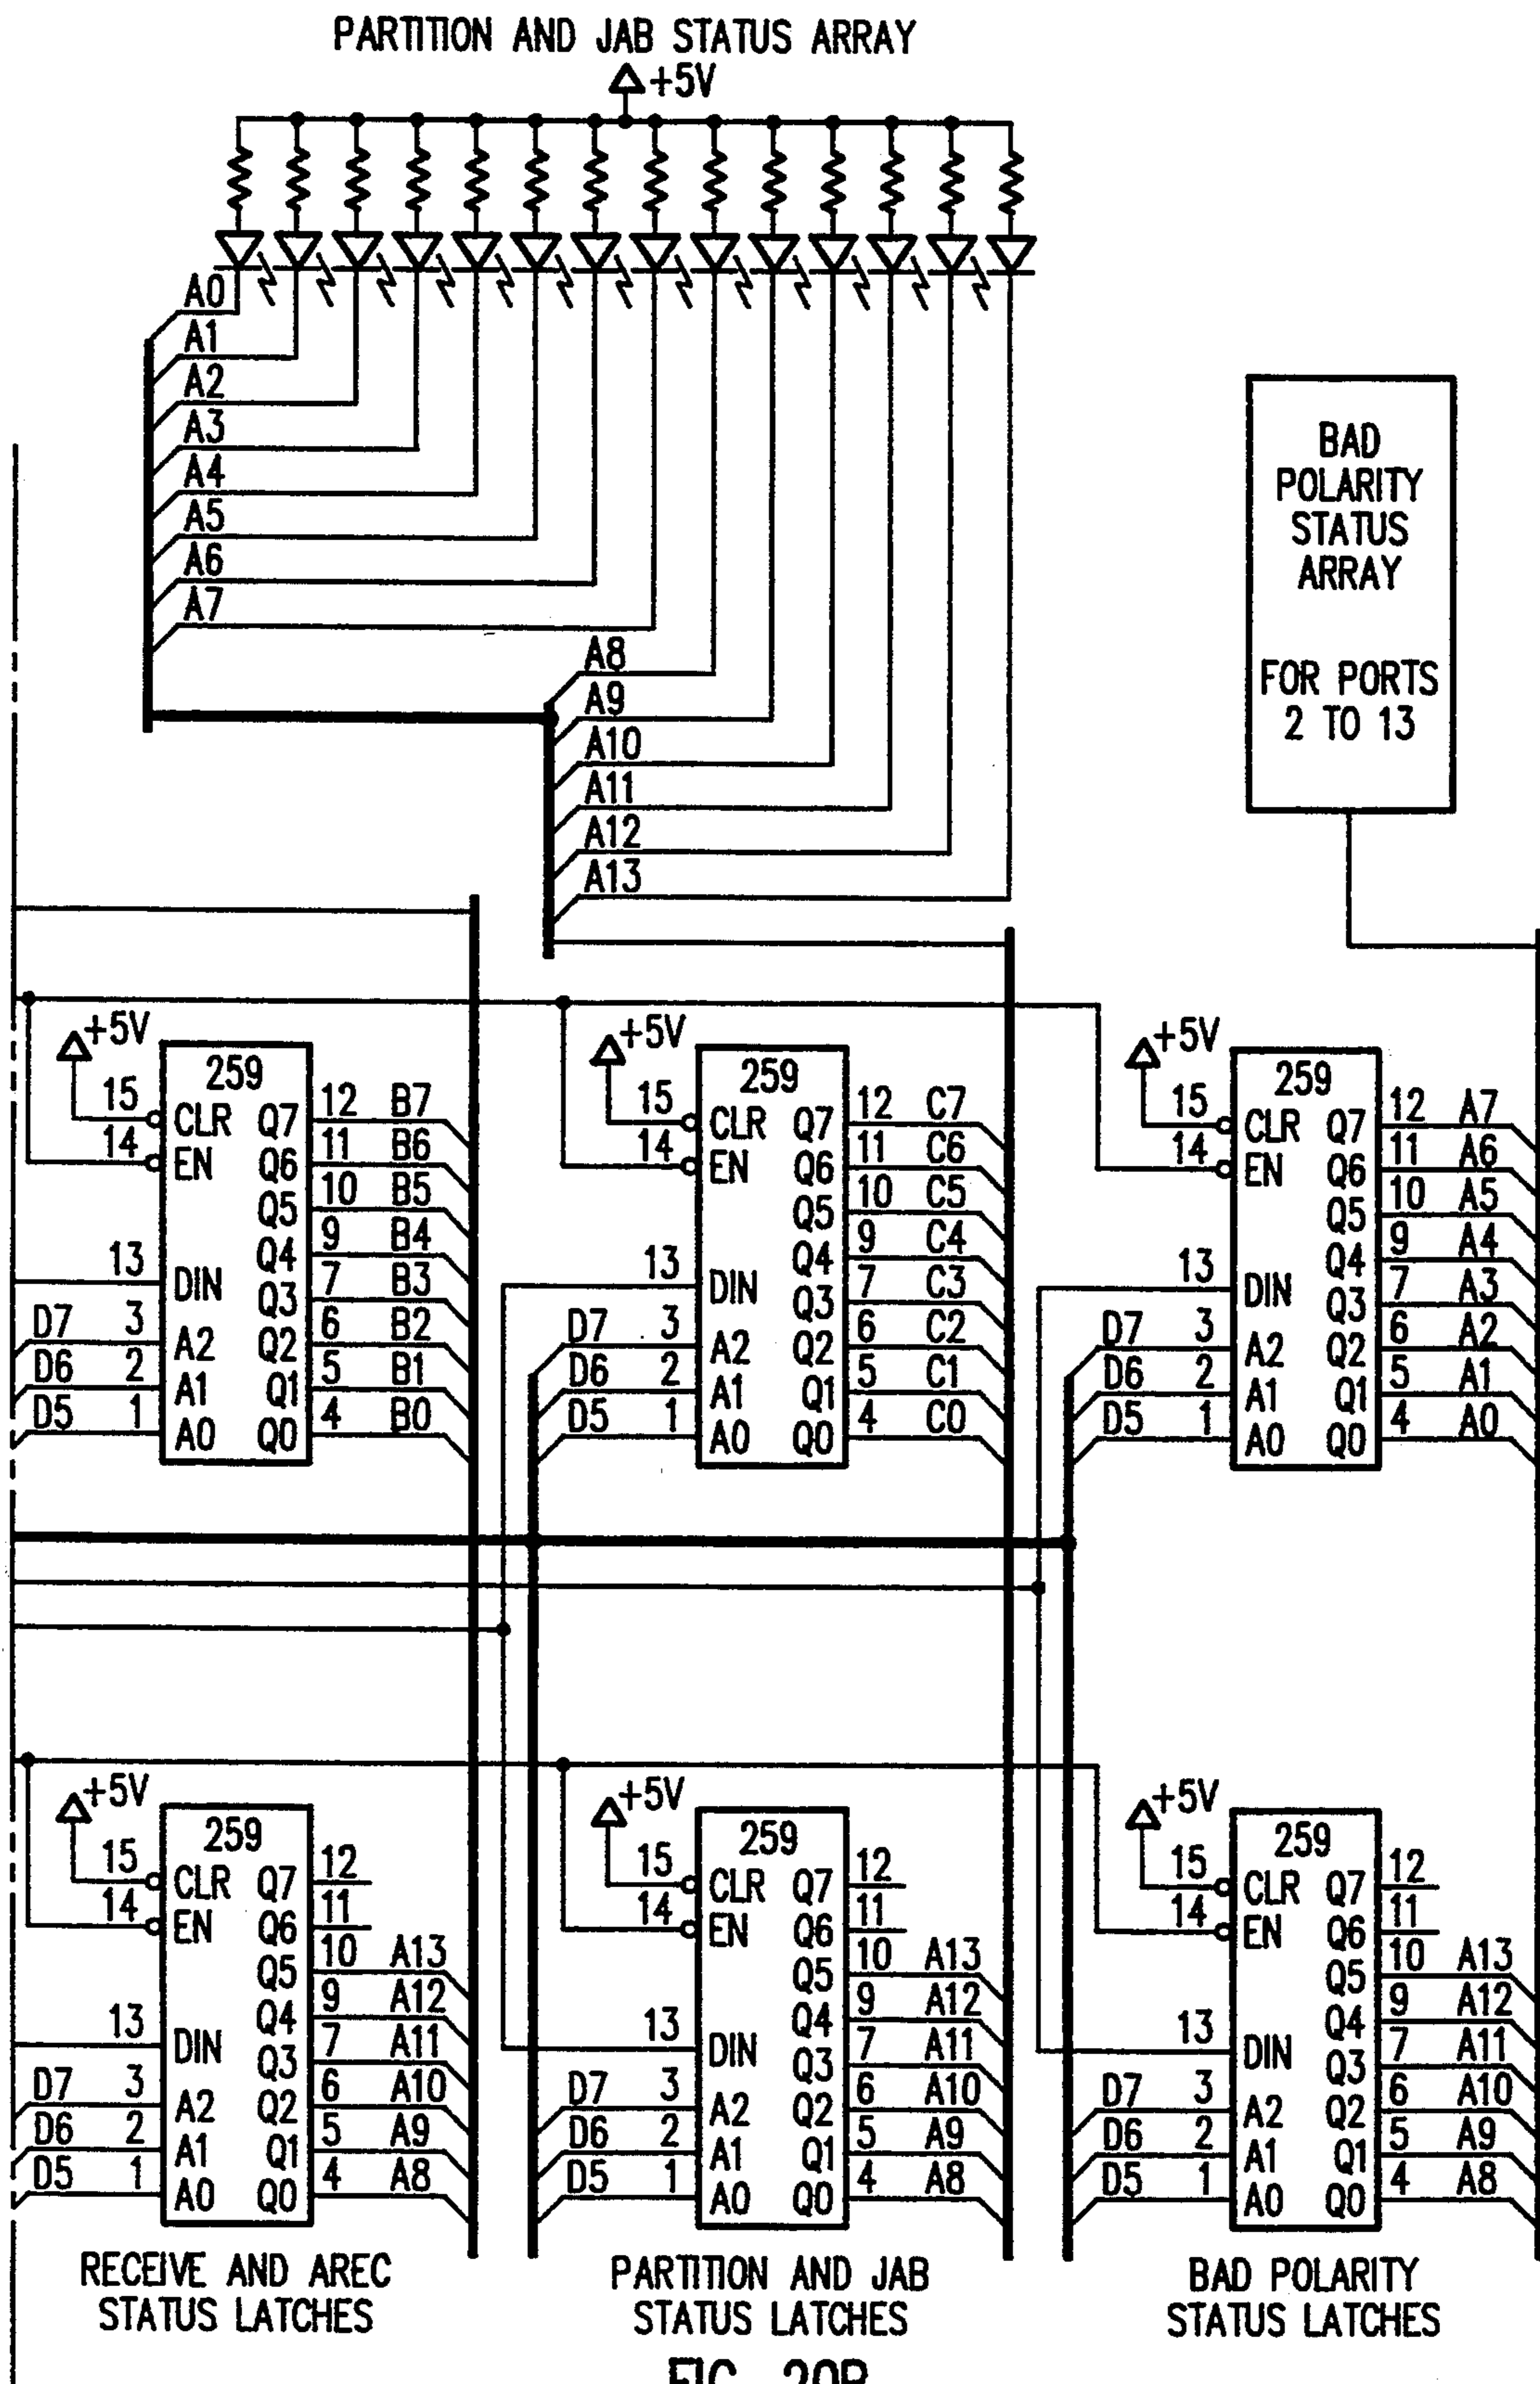 PARTITION AND JAB STATUS ARRAY
+5V
A0
A1
A2
A3
A4
A5
A6
A7
A8
A9
A10
A11
A12
A13
BAD
POLARITY
STATUS
ARRAY
FOR PORTS
2 TO 13
+5V
259
15 CLR Q7 12 B7
14 EN Q6 11 B6
Q5 10 B5
Q4 9 B4
13 DIN Q3 7 B3
D7 3 A2 Q2 6 B2
D6 2 A1 Q1 5 B1
D5 1 A0 Q0 4 B0
+5V
259
15 CLR Q7 12 C7
14 EN Q6 11 C6
Q5 10 C5
Q4 9 C4
13 DIN Q3 7 C3
D7 3 A2 Q2 6 C2
D6 2 A1 Q1 5 C1
D5 1 A0 Q0 4 C0
+5V
259
15 CLR Q7 12 A7
14 EN Q6 11 A6
Q5 10 A5
Q4 9 A4
13 DIN Q3 7 A3
D7 3 A2 Q2 6 A2
D6 2 A1 Q1 5 A1
D5 1 A0 Q0 4 A0
+5V
259
15 CLR Q7 12
14 EN Q6 11
Q5 10 A13
Q4 9 A12
13 DIN Q3 7 A11
D7 3 A2 Q2 6 A10
D6 2 A1 Q1 5 A9
D5 1 A0 Q0 4 A8
RECEIVE AND AREC
STATUS LATCHES
+5V
259
15 CLR Q7 12
14 EN Q6 11
Q5 10 A13
Q4 9 A12
13 DIN Q3 7 A11
D7 3 A2 Q2 6 A10
D6 2 A1 Q1 5 A9
D5 1 A0 Q0 4 A8
PARTITION AND JAB
STATUS LATCHES
+5V
259
15 CLR Q7 12
14 EN Q6 11
Q5 10 A13
Q4 9 A12
13 DIN Q3 7 A11
D7 3 A2 Q2 6 A10
D6 2 A1 Q1 5 A9
D5 1 A0 Q0 4 A8
BAD POLARITY
STATUS LATCHES